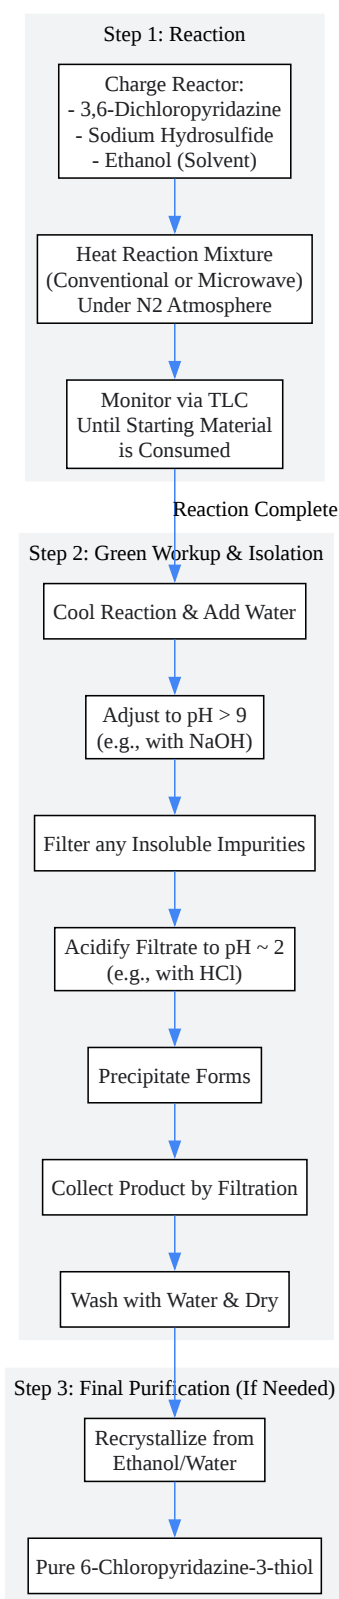 Step 1: Reaction
Charge Reactor:
- 3,6-Dichloropyridazine
- Sodium Hydrosulfide
- Ethanol (Solvent)
Heat Reaction Mixture
(Conventional or Microwave)
Under N2 Atmosphere
Monitor via TLC
Until Starting Material
is Consumed
Reaction Complete
Step 2: Green Workup & Isolation
Cool Reaction & Add Water
Adjust to pH > 9
(e.g., with NaOH)
Filter any Insoluble Impurities
Acidify Filtrate to pH ~ 2
(e.g., with HCl)
Precipitate Forms
Collect Product by Filtration
Wash with Water & Dry
Step 3: Final Purification (If Needed)
Recrystallize from
Ethanol/Water
Pure 6-Chloropyridazine-3-thiol